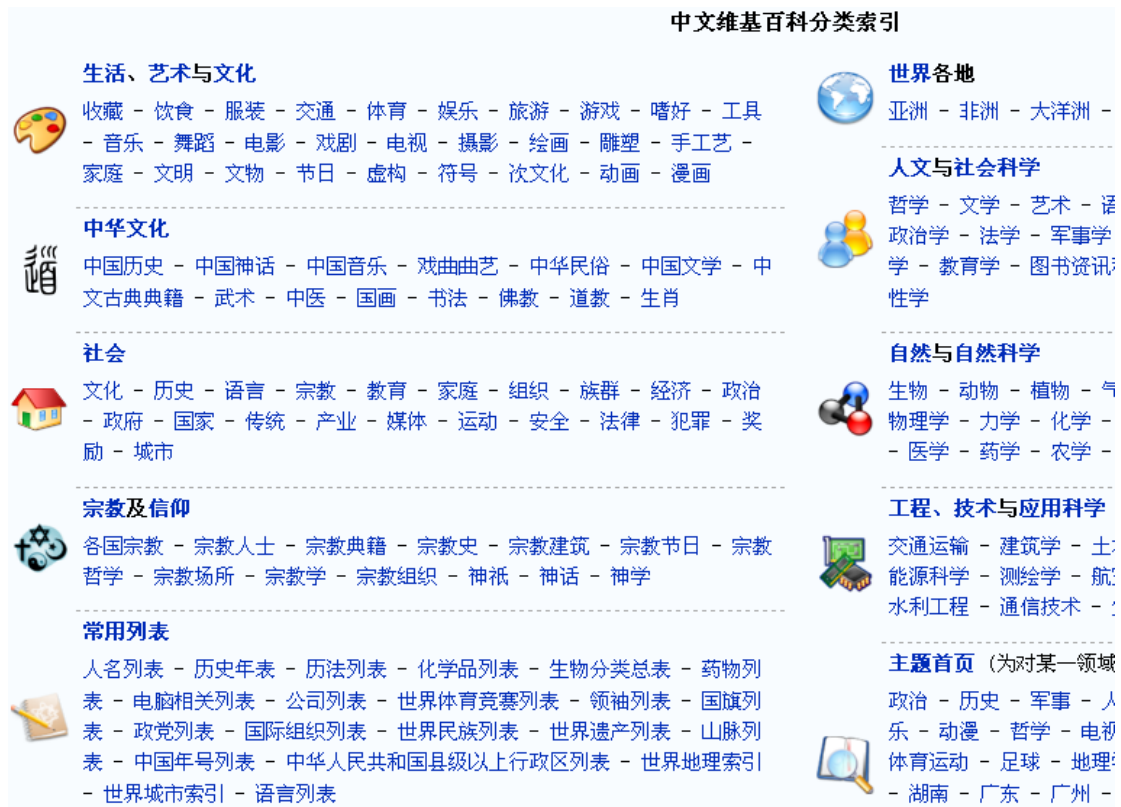 中文维基百科分类索引
生活、艺术与文化
收藏 - 饮食 - 服装 - 交通 - 体育 - 娱乐 - 旅游 - 游戏 - 嗜好 - 工具
- 音乐 - 舞蹈 - 电影 - 戏剧 - 电视 - 摄影 - 绘画 - 雕塑 - 手工艺 -
家庭 - 文明 - 文物 - 节日 - 虚构 - 符号 - 次文化 - 动画 - 漫画
中华文化
中国历史 - 中国神话 - 中国音乐 - 戏曲曲艺 - 中华民俗 - 中国文学 - 中
文古典典籍 - 武术 - 中医 - 国画 - 书法 - 佛教 - 道教 - 生肖
社会
文化 - 历史 - 语言 - 宗教 - 教育 - 家庭 - 组织 - 族群 - 经济 - 政治
- 政府 - 国家 - 传统 - 产业 - 媒体 - 运动 - 安全 - 法律 - 犯罪 - 奖
励 - 城市
宗教及信仰
各国宗教 - 宗教人士 - 宗教典籍 - 宗教史 - 宗教建筑 - 宗教节日 - 宗教
哲学 - 宗教场所 - 宗教学 - 宗教组织 - 神祇 - 神话 - 神学
常用列表
人名列表 - 历史年表 - 历法列表 - 化学品列表 - 生物分类总表 - 药物列
表 - 电脑相关列表 - 公司列表 - 世界体育竞赛列表 - 领袖列表 - 国旗列
表 - 政党列表 - 国际组织列表 - 世界民族列表 - 世界遗产列表 - 山脉列
表 - 中国年号列表 - 中华人民共和国县级以上行政区列表 - 世界地理索引
- 世界城市索引 - 语言列表
世界各地
亚洲 - 非洲 - 大洋洲 -
人文与社会科学
哲学 - 文学 - 艺术 -
政治学 - 法学 - 军事学
学 - 教育学 - 图书资讯
性学
自然与自然科学
生物 - 动物 - 植物 -
物理学 - 力学 - 化学 -
- 医学 - 药学 - 农学 -
工程、技术与应用科学
交通运输 - 建筑学 - 土
能源科学 - 测绘学 - 航
水利工程 - 通信技术 -
主题首页 (为对某一领域
政治 - 历史 - 军事 - 人
乐 - 动漫 - 哲学 - 电视
体育运动 - 足球 - 地理
- 湖南 - 广东 - 广州 -